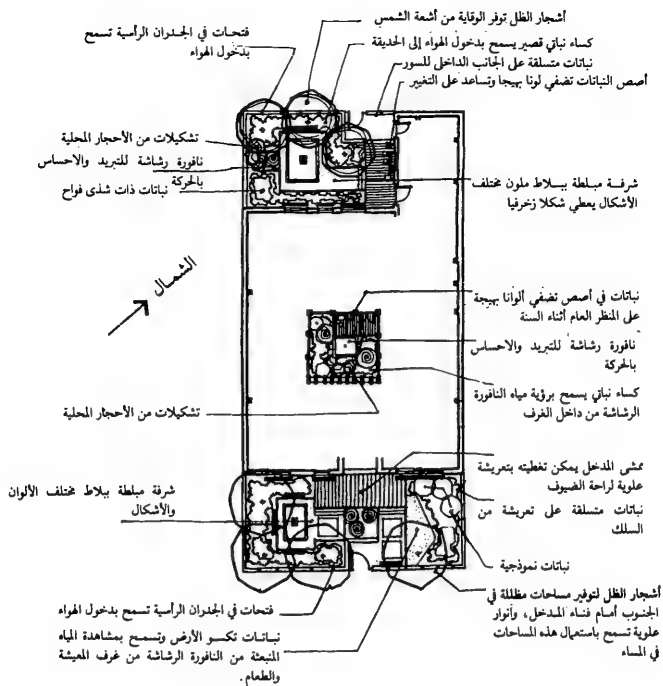 أشجار الظل توفر الوقاية من أشعة الشمس
كساء نباتي قصير يسمح بدخول الهواء إلى الحديقة
نباتات متسلقة على الجانب الداخلي للسور
أصص النباتات تضفي لونا بهيجا وتساعد على التغيير
فتحات في الجدران الرأسية تسمح
بدخول الهواء
تشكيلات من الأحجار المحلية
نافورة رشاشة للتبريد والاحساس
بالحركة
نباتات ذات شذى فواح
شرفة مبلطة ببلاط ملون مختلف
الأشكال يعطي شكلا زخرفيا
الشمال
نباتات في أصص تضفي ألوانا بهيجة
على المنظر العام أثناء السنة
نافورة رشاشة للتبريد والاحساس
بالحركة
كساء نباتي يسمح برؤية مياه النافورة
الرشاشة من داخل الغرف
تشكيلات من الأحجار المحلية
ممشى المدخل يمكن تغطيته بتعريشة
علوية لراحة الضيوف
نباتات متسلقة على تعريشة من
السلك
نباتات نموذجية
شرفة مبلطة ببلاط مختلف الألوان
والأشكال
أشجار الظل لتوفير مساحات مظللة في
الجنوب أمام فناء المدخل، وأنوار
علوية تسمح باستعمال هذه المساحات
في المساء
فتحات في الجدران الرأسية تسمح بدخول الهواء
نباتات تكسو الأرض وتسمح بمشاهدة المياه
المنبعثة من النافورة الرشاشة من غرف المعيشة
والطعام.